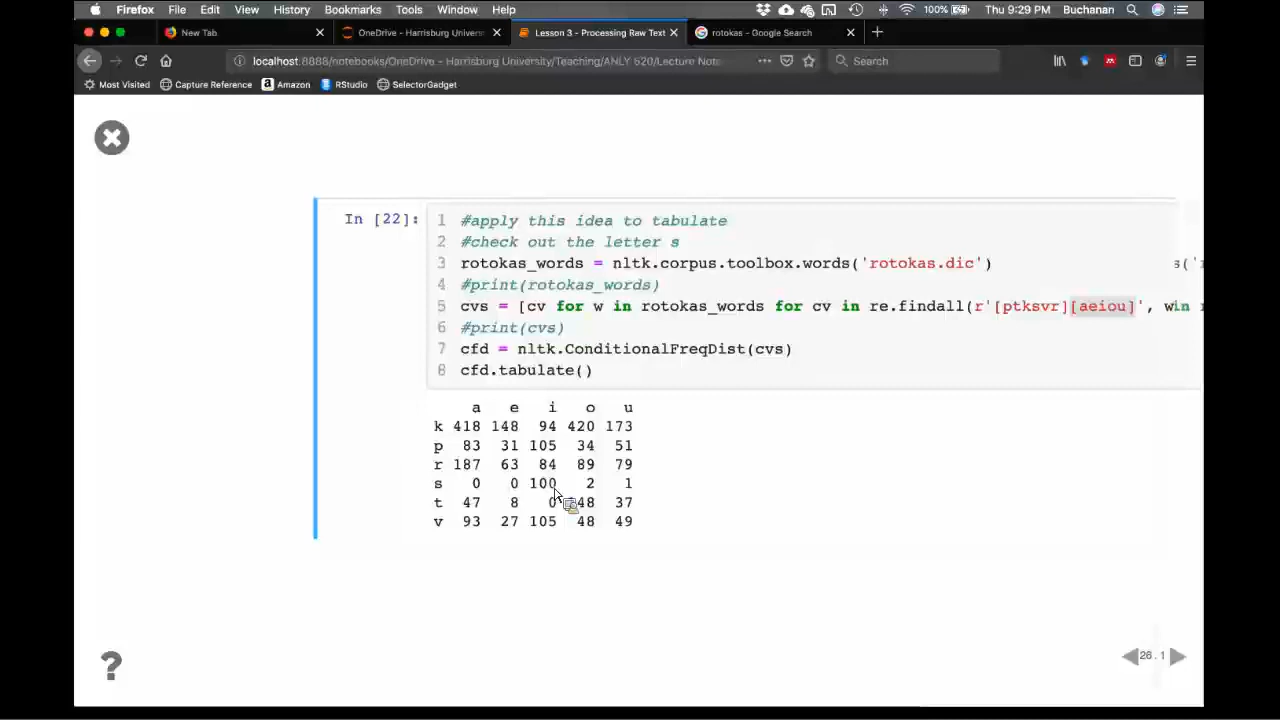 Firefox File Edit View History Bookmarks Tools Window Help 100% Thu 9:29 PM Buchanan
New Tab OneDrive - Harrisburg Univers Lesson 3 - Processing Raw Text rotokas - Google Search
localhost:8888/notebooks/OneDrive - Harrisburg University/Teaching/ANLY 520/Lecture Not Search
Most Visited Capture Reference Amazon RStudio SelectorGadget
In [22]:
1 #apply this idea to tabulate
2 #check out the letter s
3 rotokas_words = nltk.corpus.toolbox.words('rotokas.dic') s('r
4 #print(rotokas_words)
5 cvs = [cv for w in rotokas_words for cv in re.findall(r'[ptksvr][aeiou]', w
6 #print(cvs)
7 cfd = nltk.ConditionalFreqDist(cvs)
8 cfd.tabulate()
a e i o u
k 418 148 94 420 173
p 83 31 105 34 51
r 187 63 84 89 79
s 0 0 100 2 1
t 47 8 0 48 37
v 93 27 105 48 49
?
26.1